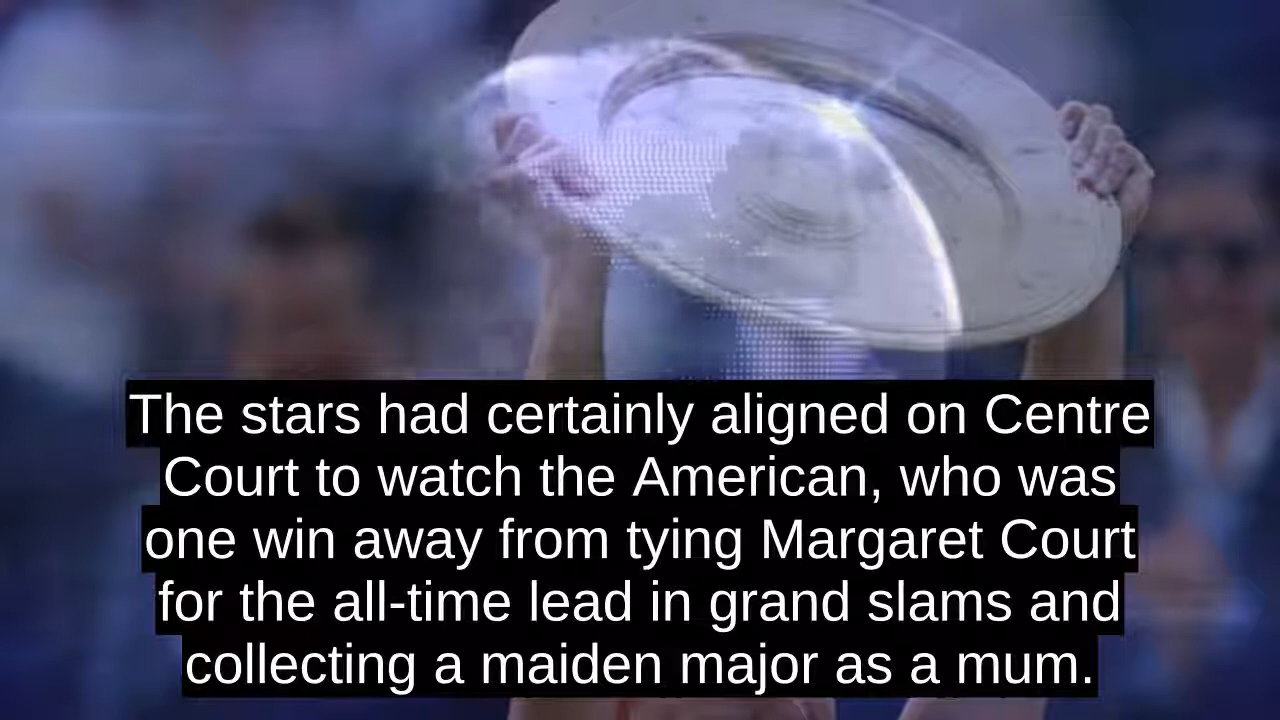 The stars had certainly aligned on Centre
Court to watch the American, who was
one win away from tying Margaret Court
for the all-time lead in grand slams and
collecting a maiden major as a mum.